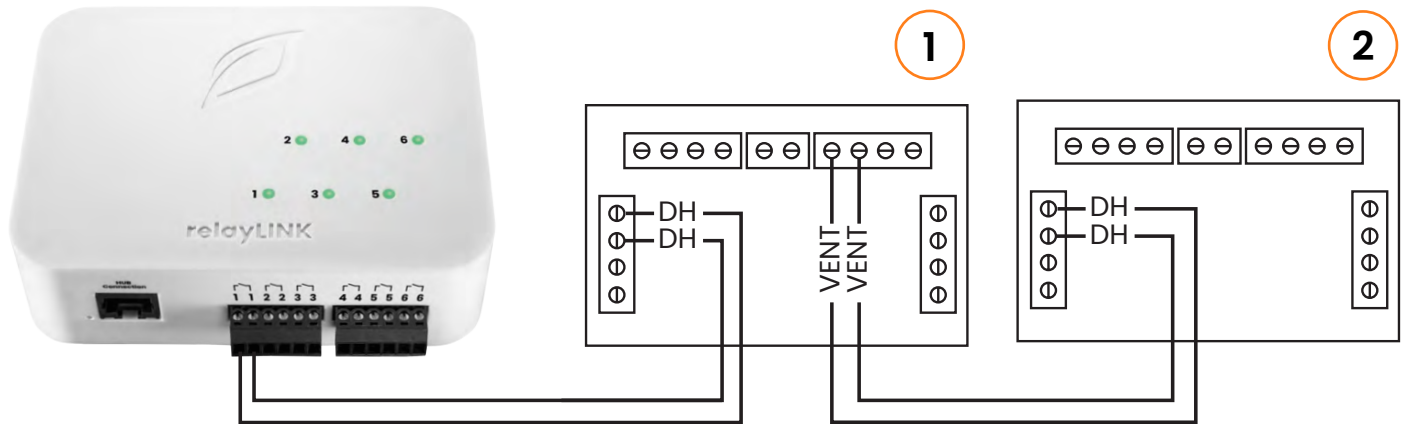 1
2
2 4 6
1 3 5
relayLINK
HUB
Connection
1 1 2 2 3 3
4 4 5 5 6 6
DH
DH
VENT
VENT
DH
DH